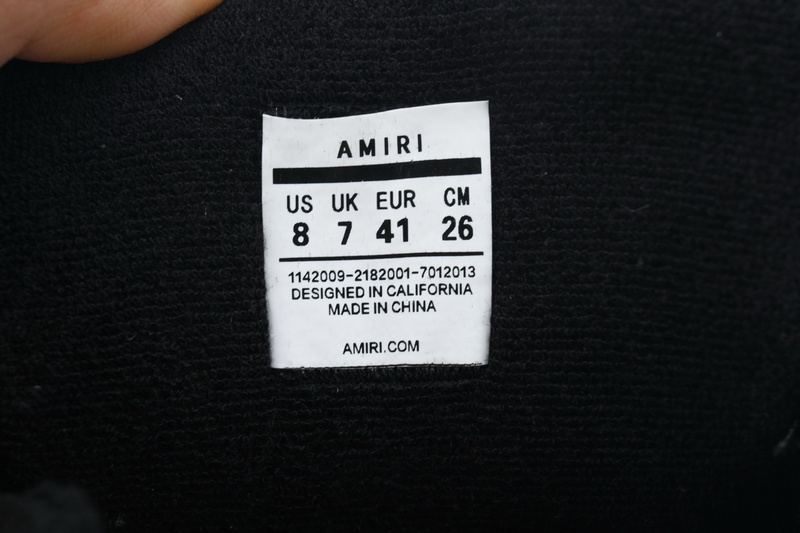 AMIRI
US UK EUR CM
8 7 41 26
1142009-2182001-7012013
DESIGNED IN CALIFORNIA
MADE IN CHINA
AMIRI.COM